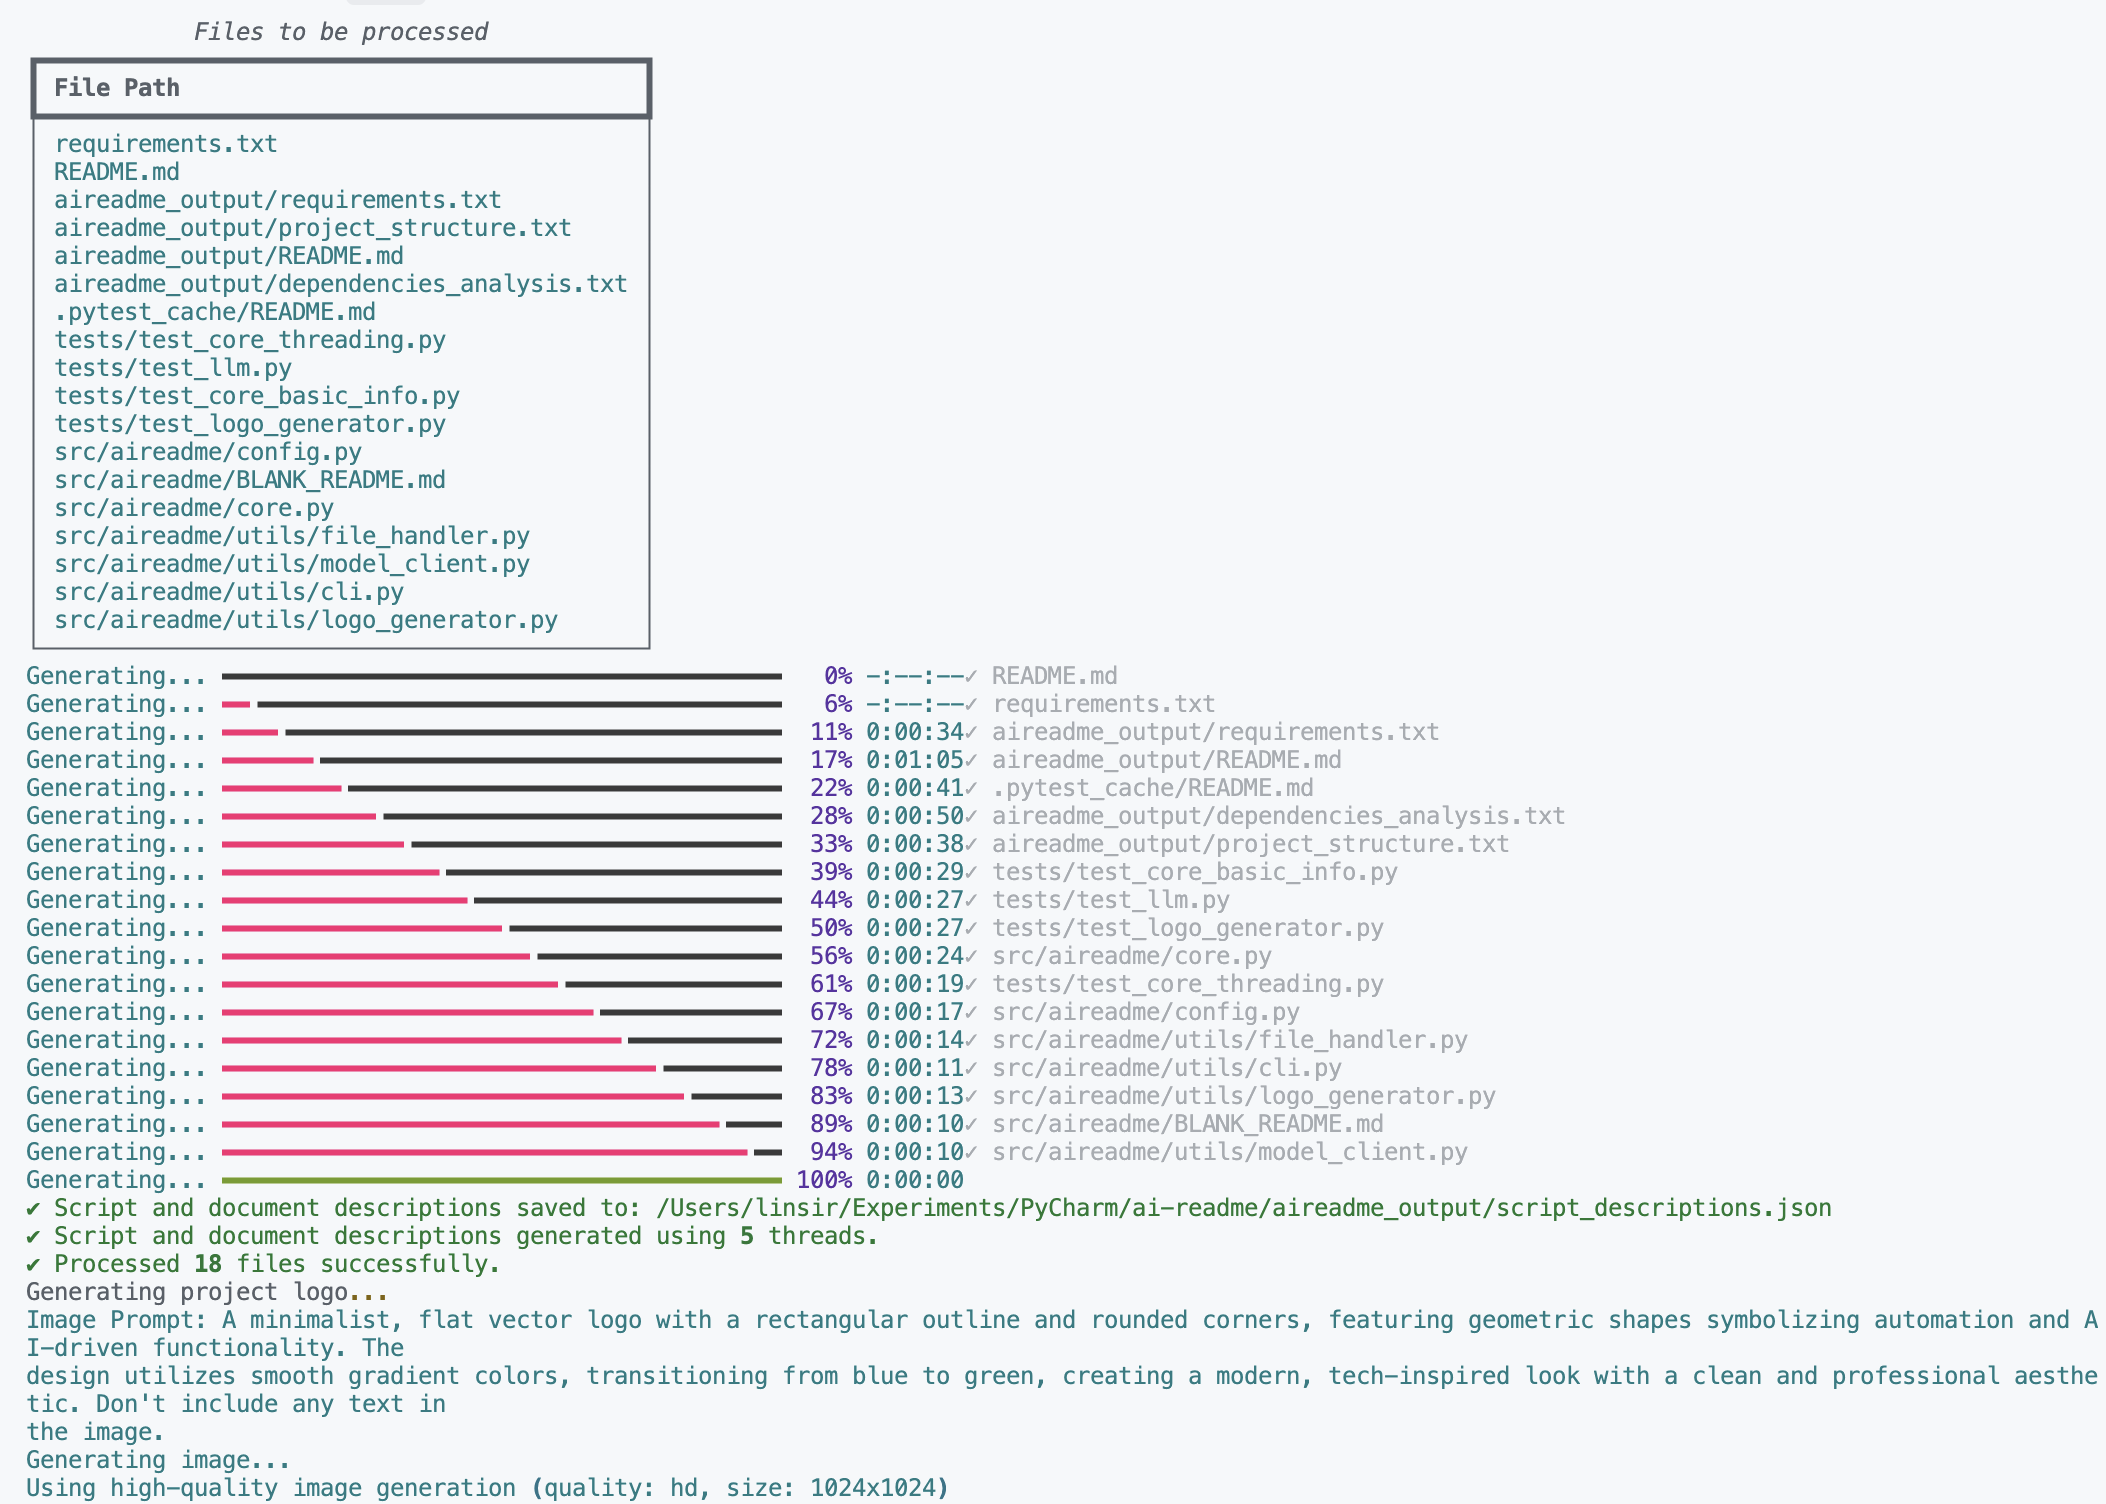 Files to be processed
File Path
requirements.txt
README.md
aireadme_output/requirements.txt
aireadme_output/project_structure.txt
aireadme_output/README.md
aireadme_output/dependencies_analysis.txt
.pytest_cache/README.md
tests/test_core_threading.py
tests/test_llm.py
tests/test_core_basic_info.py
tests/test_logo_generator.py
src/aireadme/config.py
src/aireadme/BLANK_README.md
src/aireadme/core.py
src/aireadme/utils/file_handler.py
src/aireadme/utils/model_client.py
src/aireadme/utils/cli.py
src/aireadme/utils/logo_generator.py
Generating... 0% -:--:--✓ README.md
Generating... 6% -:--:--✓ requirements.txt
Generating... 11% 0:00:34✓ aireadme_output/requirements.txt
Generating... 17% 0:01:05✓ aireadme_output/README.md
Generating... 22% 0:00:41✓ .pytest_cache/README.md
Generating... 28% 0:00:50✓ aireadme_output/dependencies_analysis.txt
Generating... 33% 0:00:38✓ aireadme_output/project_structure.txt
Generating... 39% 0:00:29✓ tests/test_core_basic_info.py
Generating... 44% 0:00:27✓ tests/test_llm.py
Generating... 50% 0:00:27✓ tests/test_logo_generator.py
Generating... 56% 0:00:24✓ src/aireadme/core.py
Generating... 61% 0:00:19✓ tests/test_core_threading.py
Generating... 67% 0:00:17✓ src/aireadme/config.py
Generating... 72% 0:00:14✓ src/aireadme/utils/file_handler.py
Generating... 78% 0:00:11✓ src/aireadme/utils/cli.py
Generating... 83% 0:00:13✓ src/aireadme/utils/logo_generator.py
Generating... 89% 0:00:10✓ src/aireadme/BLANK_README.md
Generating... 94% 0:00:10✓ src/aireadme/utils/model_client.py
Generating... 100% 0:00:00
✔ Script and document descriptions saved to: /Users/linsir/Experiments/PyCharm/ai-readme/aireadme_output/script_descriptions.json
✔ Script and document descriptions generated using 5 threads.
✔ Processed 18 files successfully.
Generating project logo...
Image Prompt: A minimalist, flat vector logo with a rectangular outline and rounded corners, featuring geometric shapes symbolizing automation and A
I-driven functionality. The
design utilizes smooth gradient colors, transitioning from blue to green, creating a modern, tech-inspired look with a clean and professional aesthe
tic. Don't include any text in
the image.
Generating image...
Using high-quality image generation (quality: hd, size: 1024x1024)